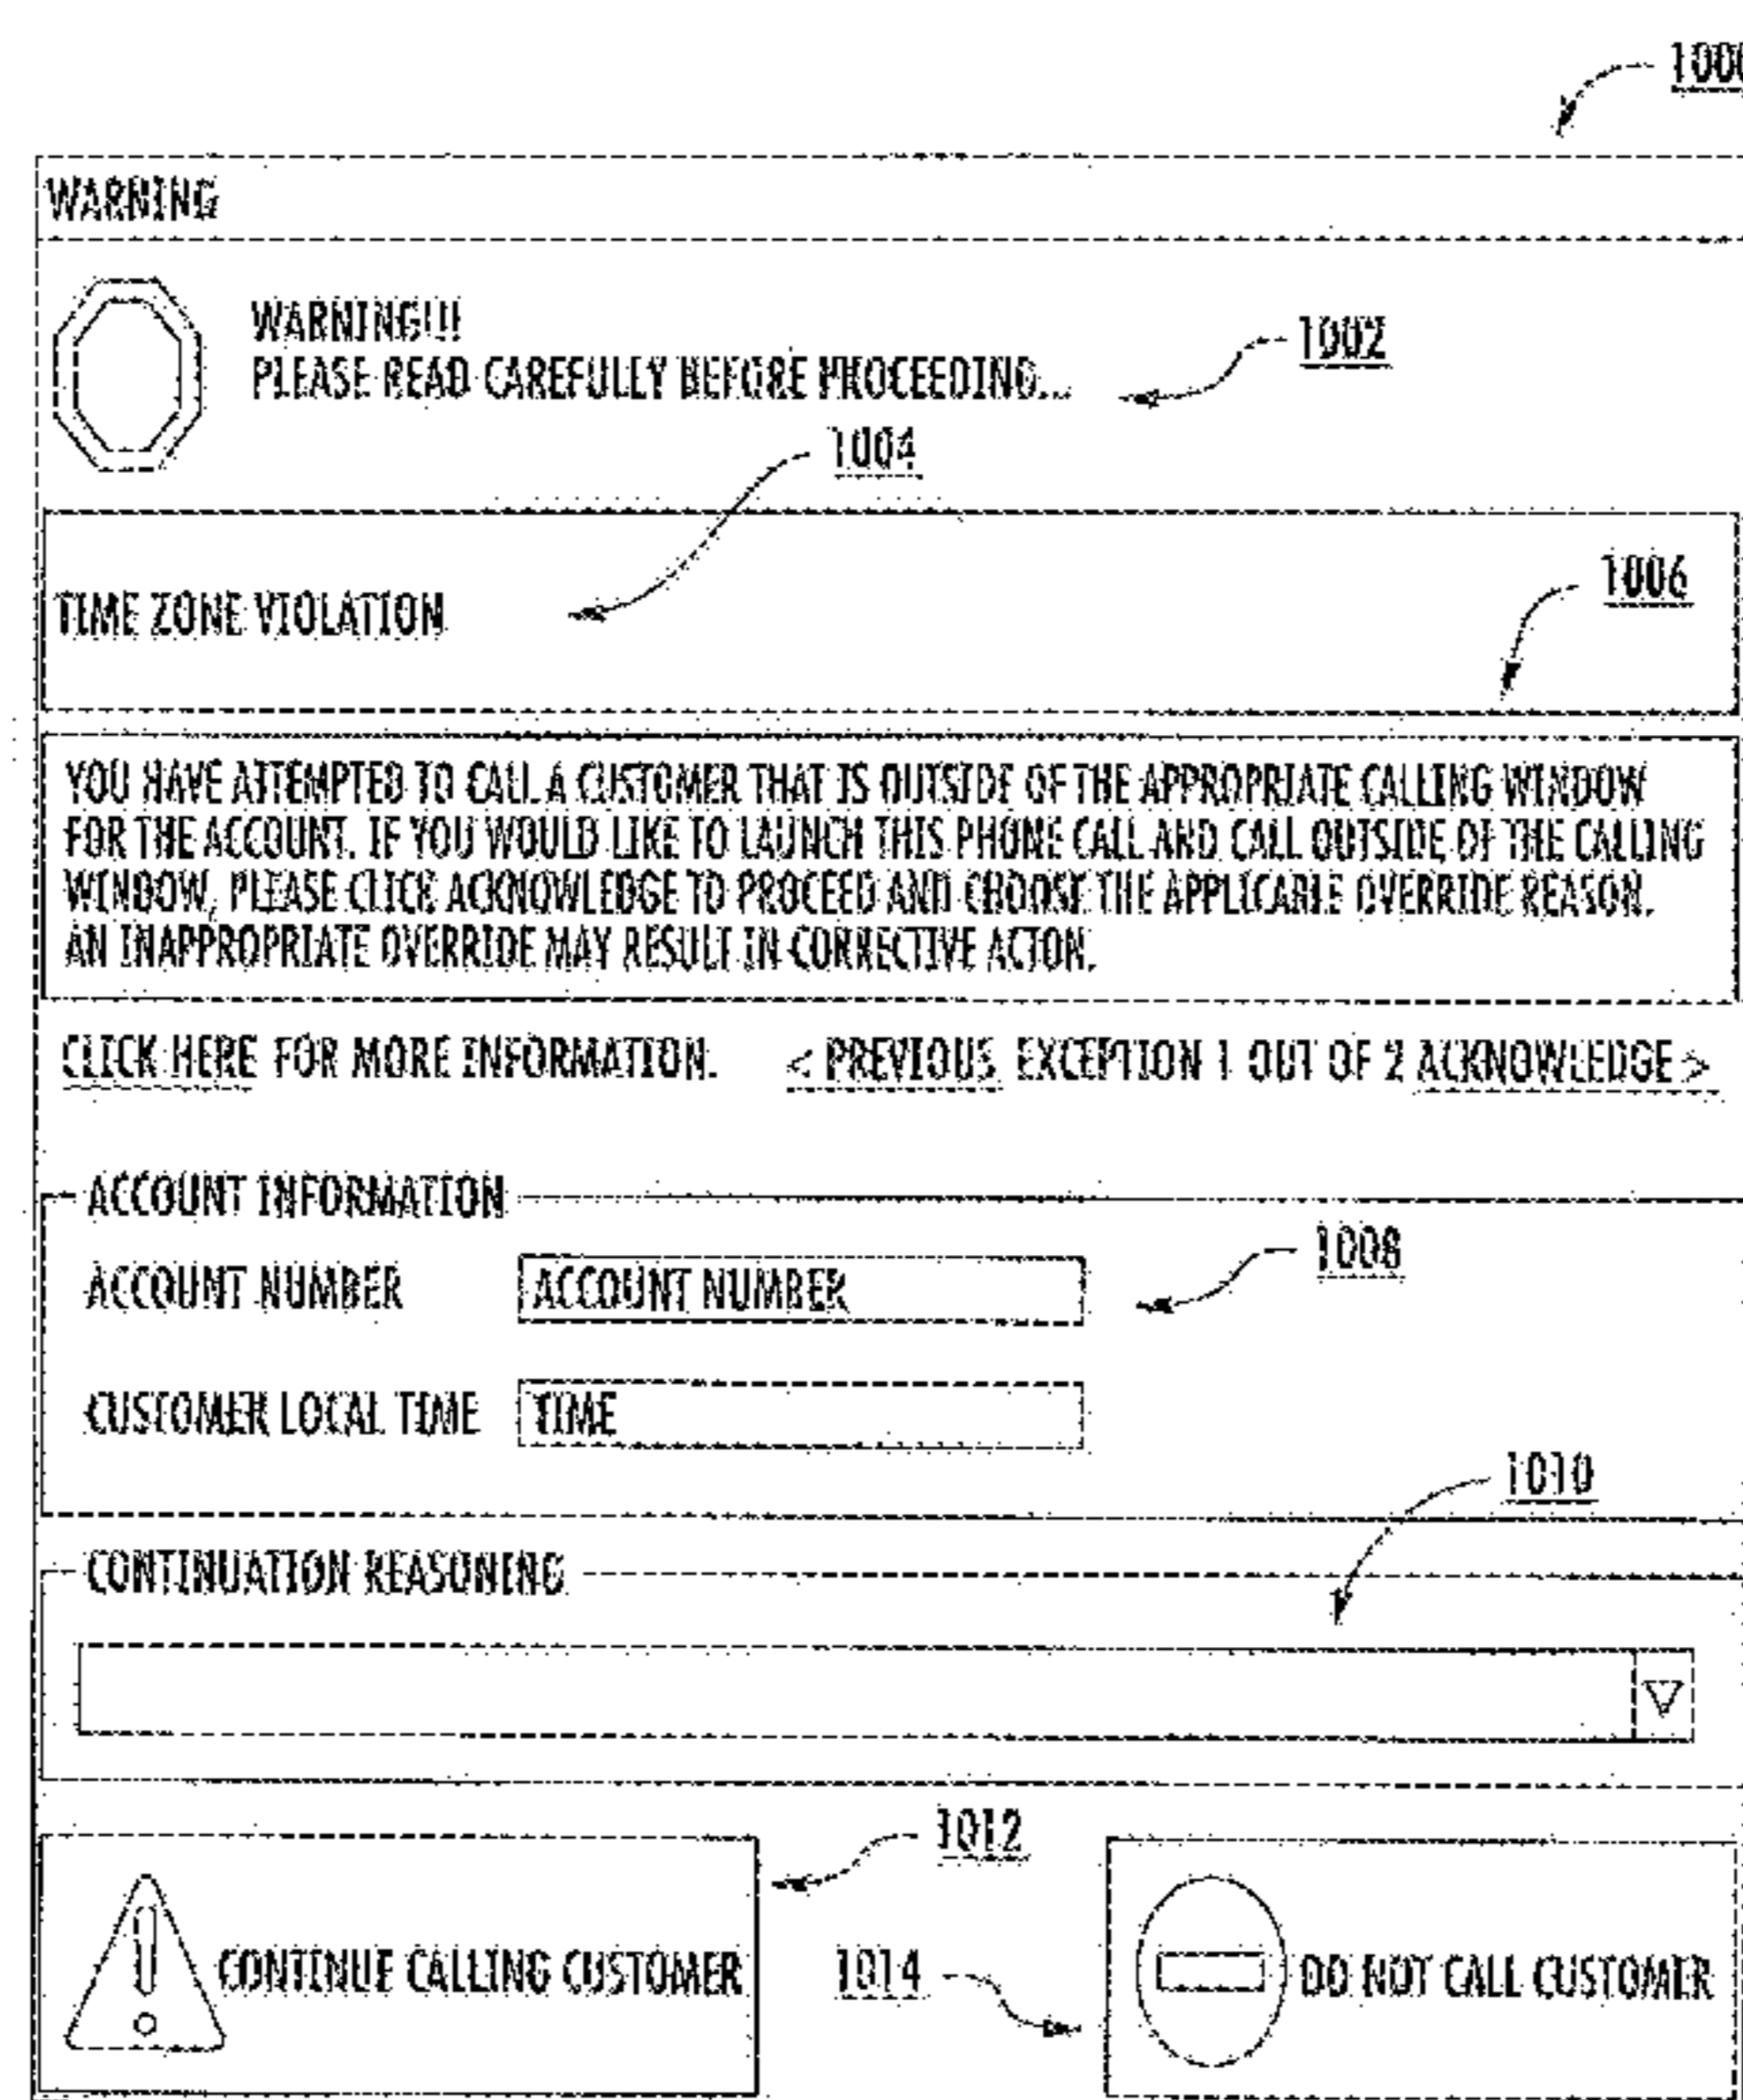 1000
WARNING
WARNING!!!
PLEASE READ CAREFULLY BEFORE PROCEEDING...
1002
1004
TIME ZONE VIOLATION
1006
YOU HAVE ATTEMPTED TO CALL A CUSTOMER THAT IS OUTSIDE OF THE APPROPRIATE CALLING WINDOW
FOR THE ACCOUNT. IF YOU WOULD LIKE TO LAUNCH THIS PHONE CALL AND CALL OUTSIDE OF THE CALLING
WINDOW, PLEASE CLICK ACKNOWLEDGE TO PROCEED AND CHOOSE THE APPLICABLE OVERRIDE REASON.
AN INAPPROPRIATE OVERRIDE MAY RESULT IN CORRECTIVE ACTON.
CLICK HERE FOR MORE INFORMATION. < PREVIOUS EXCEPTION 1 OUT OF 2 ACKNOWLEDGE >
ACCOUNT INFORMATION
1008
ACCOUNT NUMBER ACCOUNT NUMBER
CUSTOMER LOCAL TIME TIME
1010
CONTINUATION REASONING
1012
CONTINUE CALLING CUSTOMER
1014
DO NOT CALL CUSTOMER